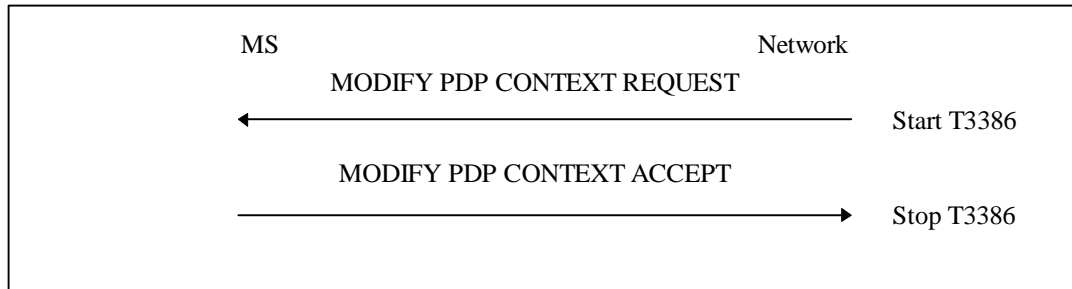 MS Network
MODIFY PDP CONTEXT REQUEST
Start T3386
MODIFY PDP CONTEXT ACCEPT
Stop T3386